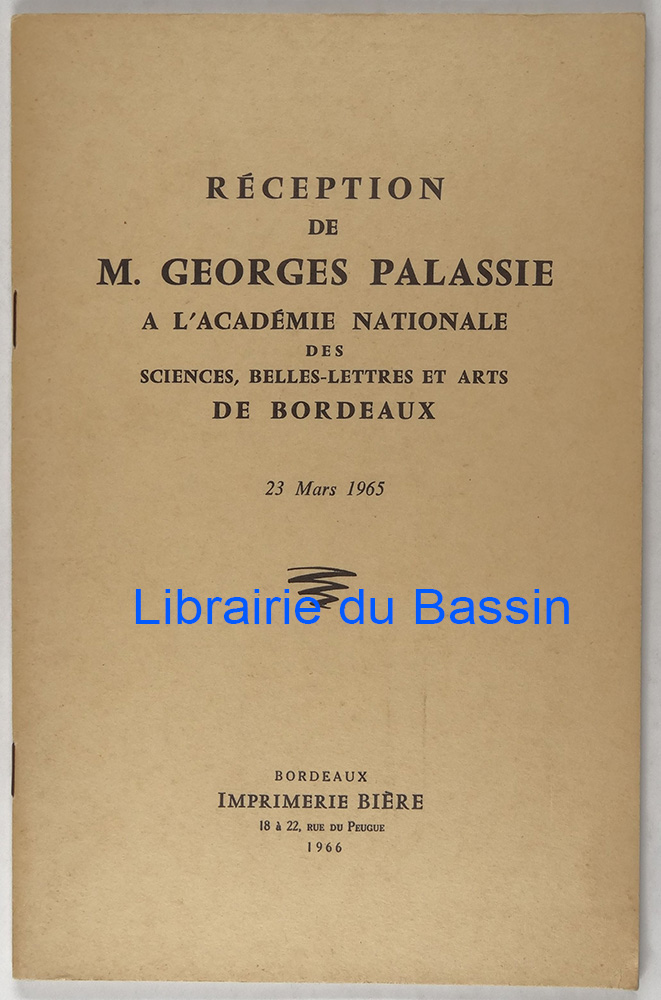 RÉCEPTION
DE
M. GEORGES PALASSIE
A L'ACADÉMIE NATIONALE
DES
SCIENCES, BELLES-LETTRES ET ARTS
DE BORDEAUX
23 Mars 1965
Librairie du Bassin
BORDEAUX
IMPRIMERIE BIÈRE
18 à 22, RUE DU PEUGUE
1966